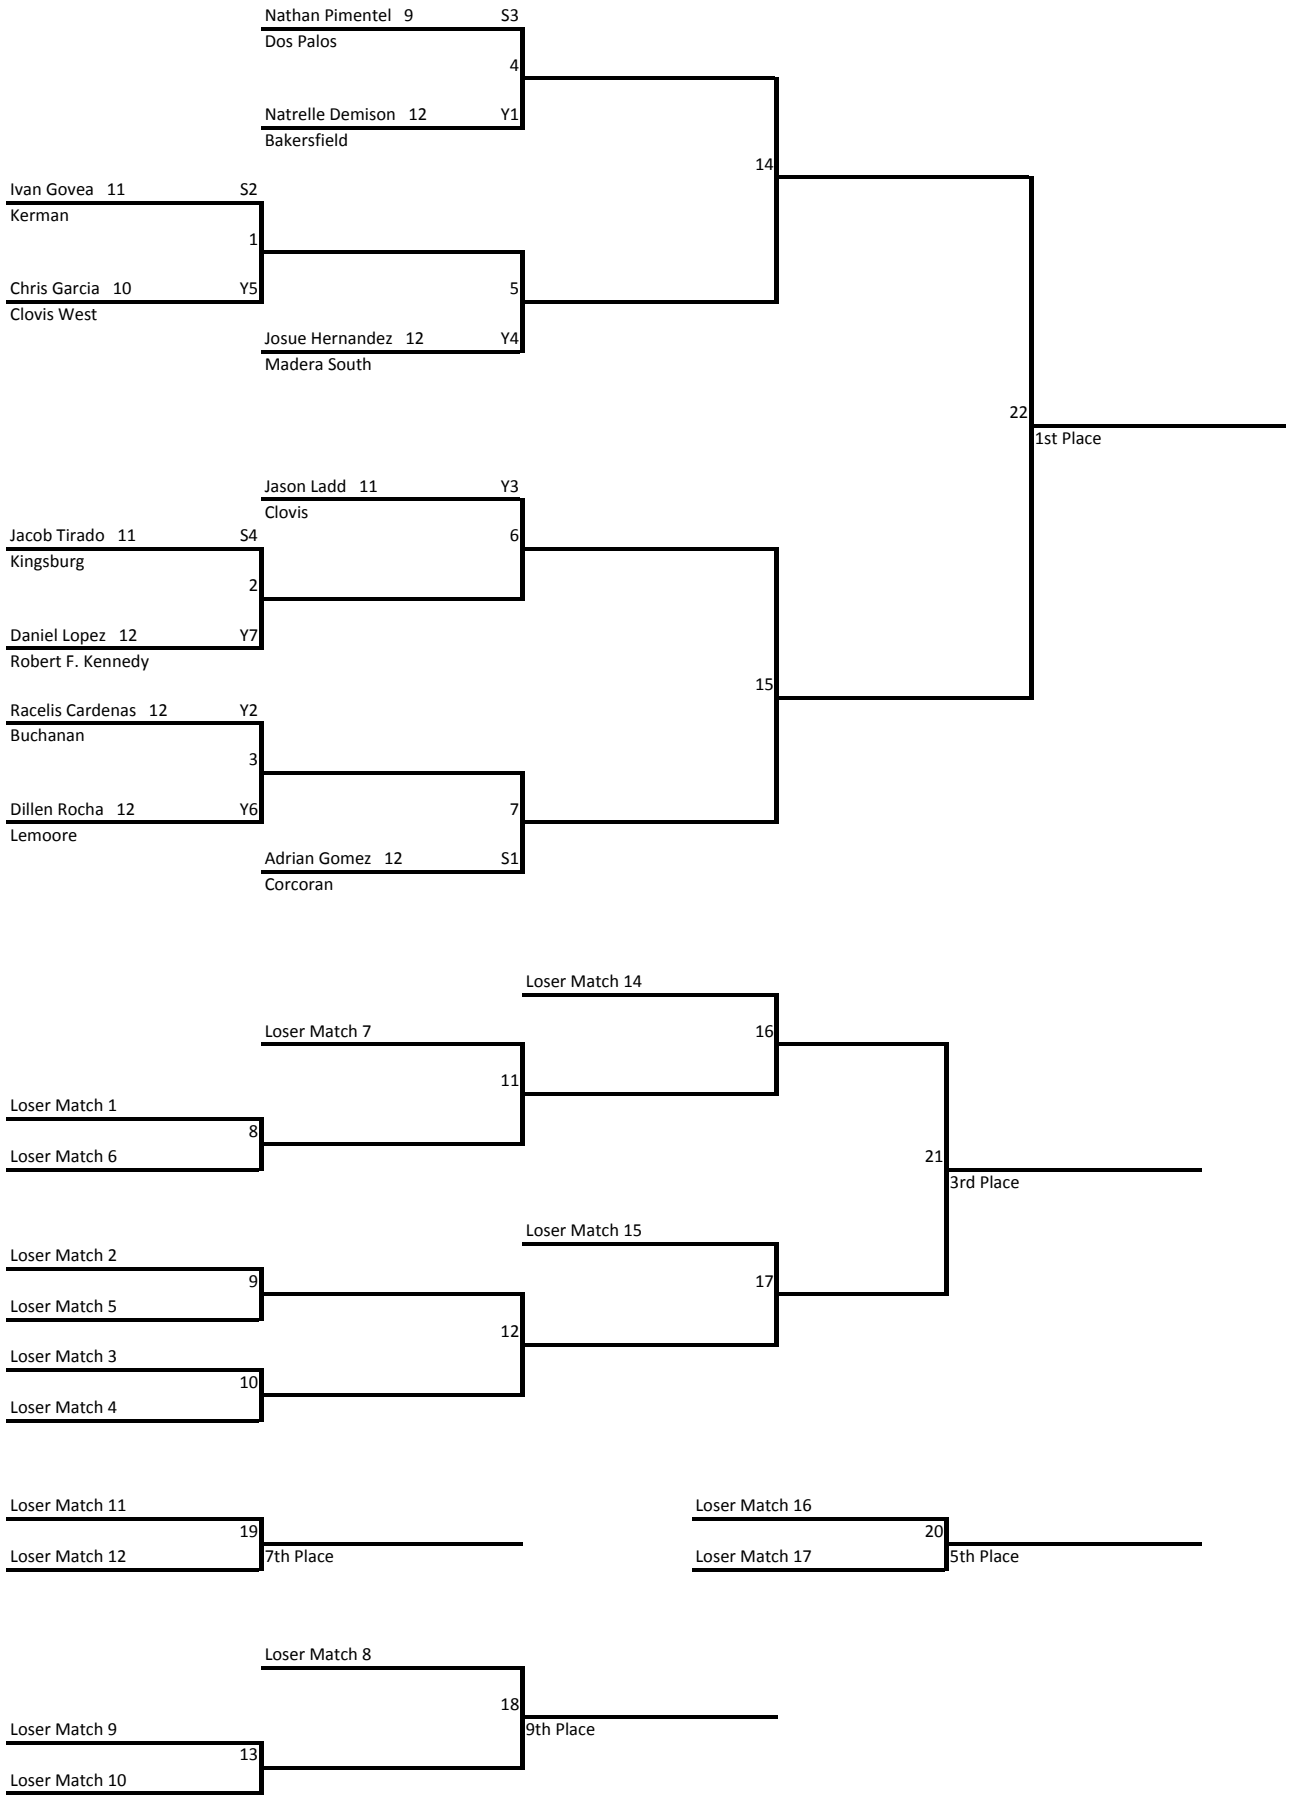 Nathan Pimentel 9 S3
Dos Palos
4
Natrelle Demison 12 Y1
Bakersfield
14
Ivan Govea 11 S2
Kerman
1
Chris Garcia 10 Y5
5
Clovis West
Josue Hernandez 12 Y4
Madera South
22
1st Place
Jason Ladd 11 Y3
Clovis
Jacob Tirado 11 S4
6
Kingsburg
2
Daniel Lopez 12 Y7
Robert F. Kennedy
15
Racelis Cardenas 12 Y2
Buchanan
3
Dillen Rocha 12 Y6
7
Lemoore
Adrian Gomez 12 S1
Corcoran
Loser Match 14
Loser Match 7
16
11
Loser Match 1
8
Loser Match 6
21
3rd Place
Loser Match 15
Loser Match 2
9
17
Loser Match 5
12
Loser Match 3
10
Loser Match 4
Loser Match 11
19
Loser Match 12
7th Place
Loser Match 16
20
Loser Match 17
5th Place
Loser Match 8
18
9th Place
Loser Match 9
13
Loser Match 10